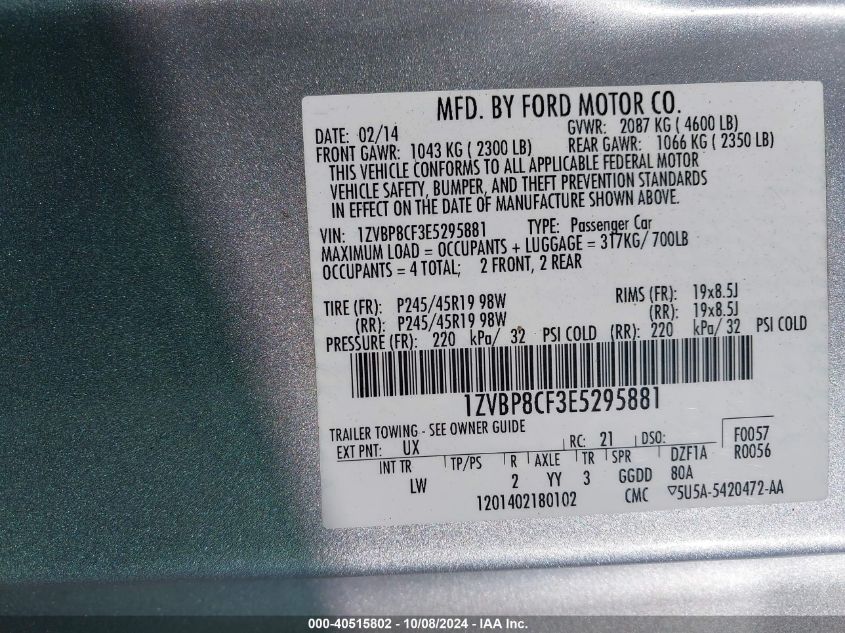 MFD. BY FORD MOTOR CO.
DATE: 02/14 GVWR: 2087 KG ( 4600 LB)
FRONT GAWR: 1043 KG ( 2300 LB) REAR GAWR: 1066 KG ( 2350 LB)
THIS VEHICLE CONFORMS TO ALL APPLICABLE FEDERAL MOTOR
VEHICLE SAFETY, BUMPER, AND THEFT PREVENTION STANDARDS
IN EFFECT ON THE DATE OF MANUFACTURE SHOWN ABOVE.
VIN: 1ZVBP8CF3E5295881 TYPE: Passenger Car
MAXIMUM LOAD = OCCUPANTS + LUGGAGE = 317KG/ 700LB
OCCUPANTS = 4 TOTAL; 2 FRONT, 2 REAR
TIRE (FR): P245/45R19 98W RIMS (FR): 19x8.5J
(RR): P245/45R19 98W (RR): 19x8.5J
PRESSURE (FR): 220 kPa/ 32 PSI COLD (RR): 220 kPa/ 32 PSI COLD
1ZVBP8CF3E5295881
TRAILER TOWING - SEE OWNER GUIDE F0057
EXT PNT: UX RC: 21 DSO: R0056
INT TR TP/PS R AXLE TR SPR DZF1A
LW 2 YY 3 GGDD 80A
1201402180102 CMC ▽5U5A-5420472-AA
000-40515802 - 10/08/2024 - IAA Inc.